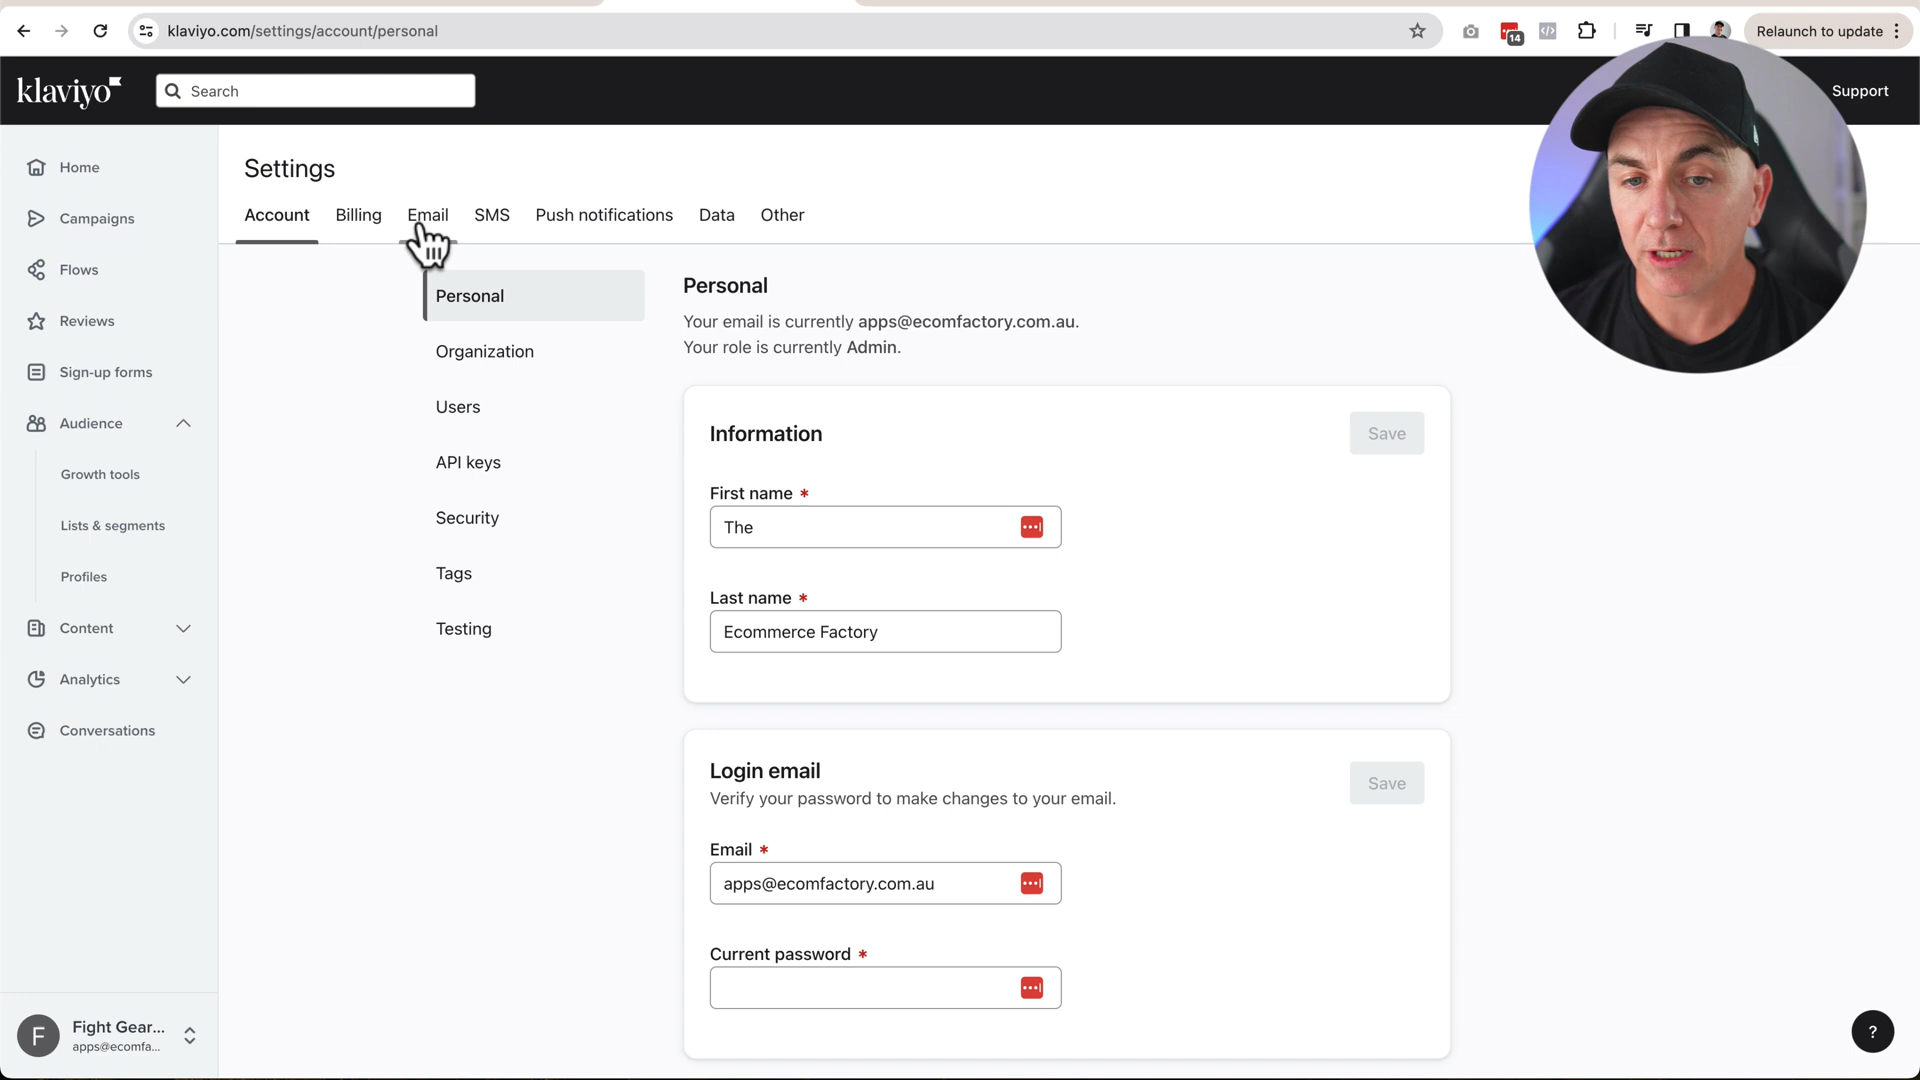 klaviyo.com/settings/account/personal
14
Relaunch to update
klaviyo
Search
Support
Home
Campaigns
Flows
Reviews
Sign-up forms
Audience
Growth tools
Lists & segments
Profiles
Content
Analytics
Conversations
F
Fight Gear...
apps@ecomfa...
Settings
Account
Billing
Email
SMS
Push notifications
Data
Other
Personal
Organization
Users
API keys
Security
Tags
Testing
Personal
Your email is currently apps@ecomfactory.com.au.
Your role is currently Admin.
Information
Save
First name *
The
Last name *
Ecommerce Factory
Login email
Save
Verify your password to make changes to your email.
Email *
apps@ecomfactory.com.au
Current password *
?